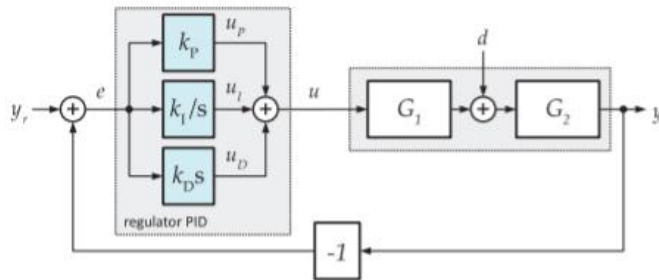 u_p
k_P
d
e
u_I
u
y_r
+
k_I/s
+
G_1
+
G_2
y
u_D
k_D s
regulator PID
-1